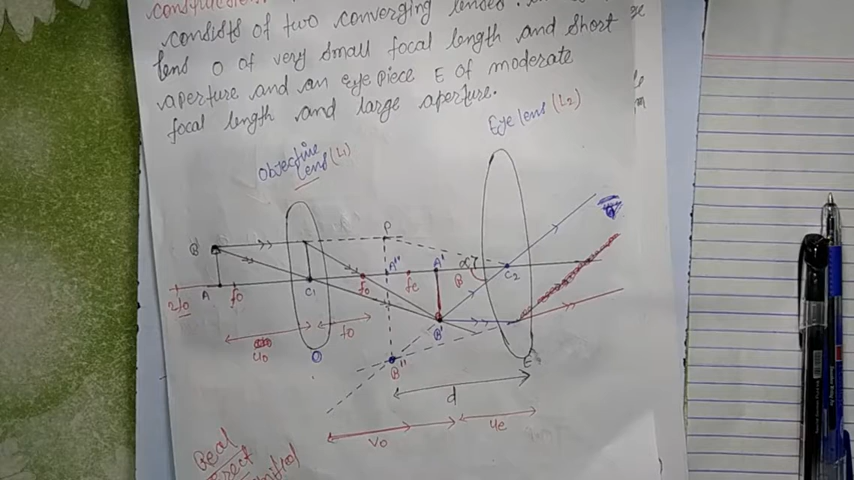 consists of two converging lenses.
lens O of very small focal length and short
aperture and an eye piece E of moderate
focal length and large aperture.
Objective lens (L1)
Eye lens (L2)
B
P
A
fo
2fo
C1
fo
A''
fe
A'
α
β
C2
B'
B''
uo
fo
O
E
d
vo
ue
Real